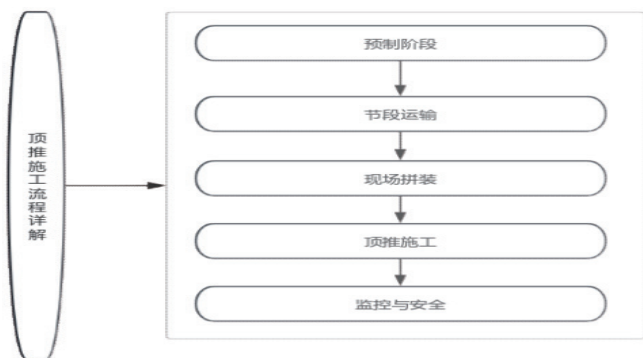 顶推施工流程详解
预制阶段
节段运输
现场拼装
顶推施工
监控与安全